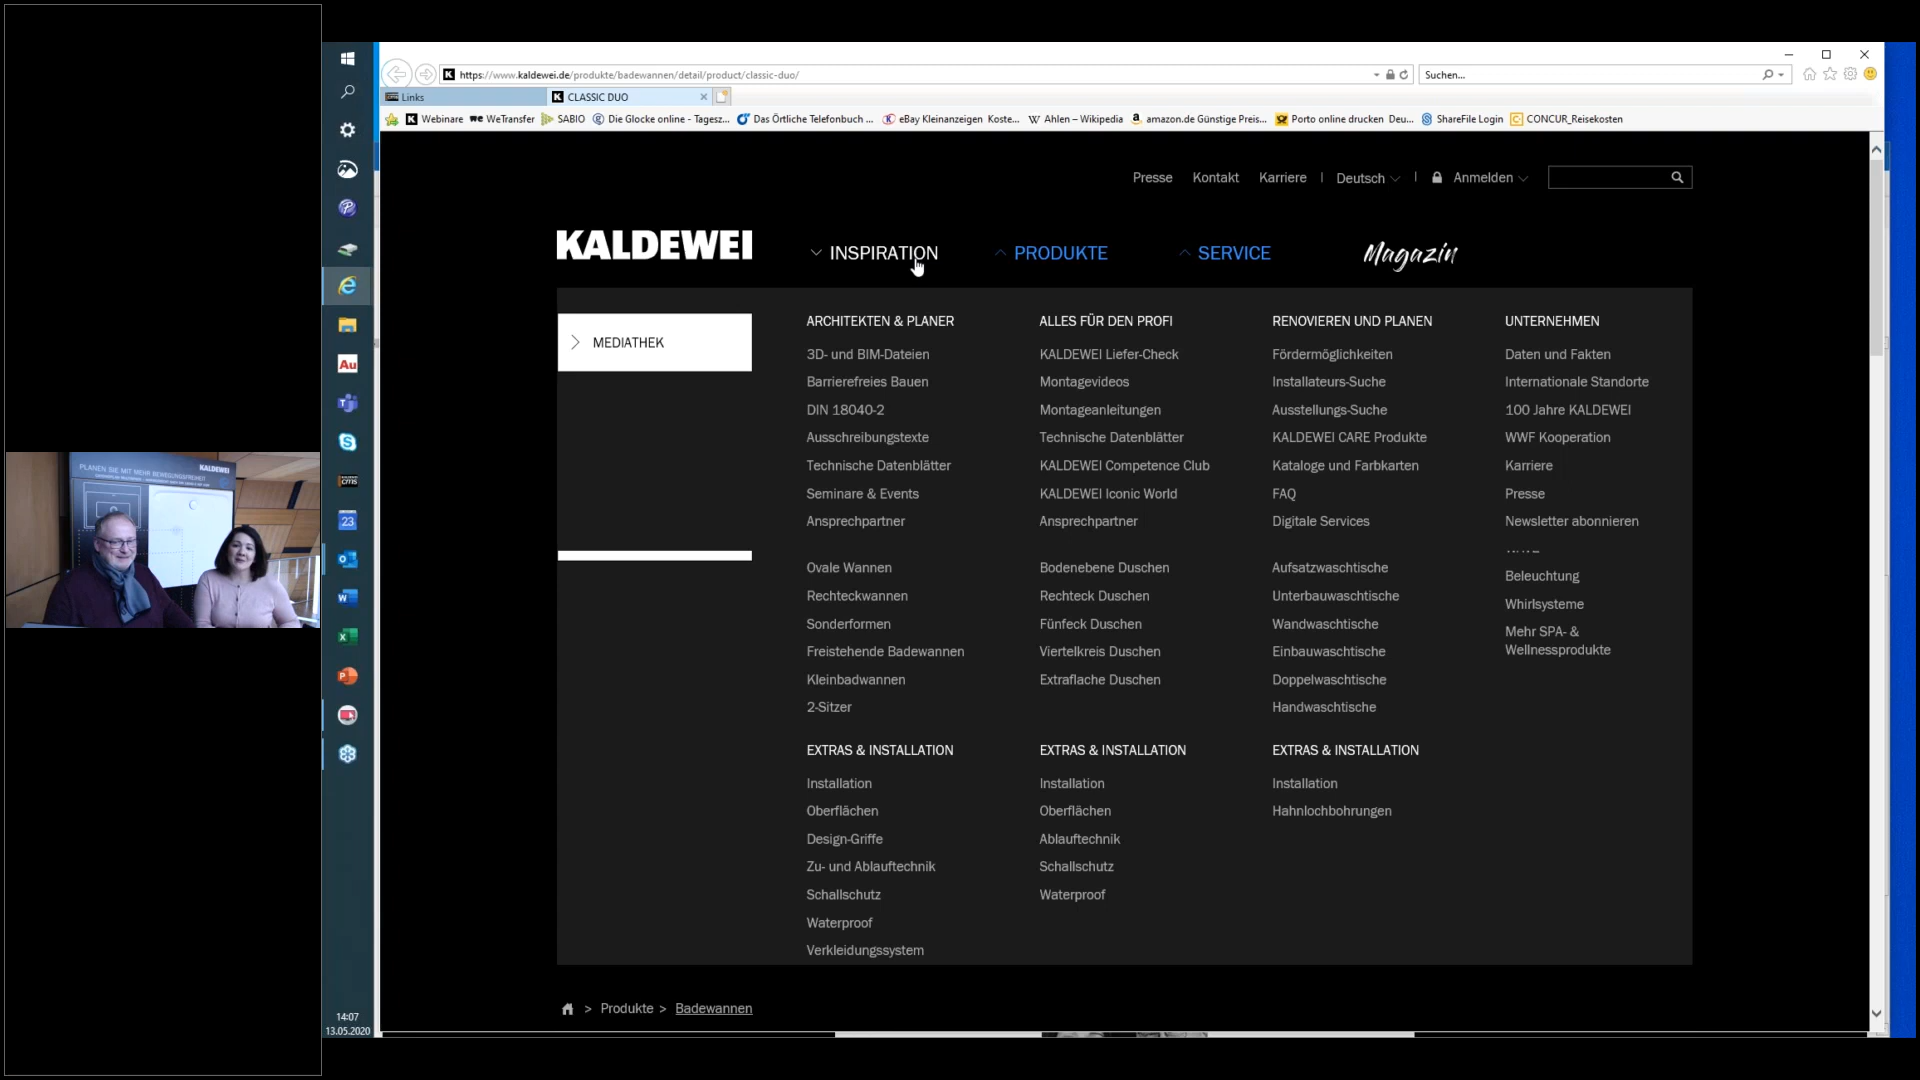 https://www.kaldewei.de/produkte/badewannen/detail/product/classic-duo/
Suchen...
Links
CLASSIC DUO
Webinare
WeTransfer
SABIO
Die Glocke online - Tagesz...
Das Örtliche Telefonbuch ...
eBay Kleinanzeigen Koste...
Ahlen – Wikipedia
amazon.de Günstige Preis...
Porto online drucken Deu...
ShareFile Login
CONCUR_Reisekosten
Presse
Kontakt
Karriere
Deutsch
Anmelden
KALDEWEI
INSPIRATION
PRODUKTE
SERVICE
Magazin
MEDIATHEK
ARCHITEKTEN & PLANER
3D- und BIM-Dateien
Barrierefreies Bauen
DIN 18040-2
Ausschreibungstexte
Technische Datenblätter
Seminare & Events
Ansprechpartner
ALLES FÜR DEN PROFI
KALDEWEI Liefer-Check
Montagevideos
Montageanleitungen
Technische Datenblätter
KALDEWEI Competence Club
KALDEWEI Iconic World
Ansprechpartner
RENOVIEREN UND PLANEN
Fördermöglichkeiten
Installateurs-Suche
Ausstellungs-Suche
KALDEWEI CARE Produkte
Kataloge und Farbkarten
FAQ
Digitale Services
UNTERNEHMEN
Daten und Fakten
Internationale Standorte
100 Jahre KALDEWEI
WWF Kooperation
Karriere
Presse
Newsletter abonnieren
Ovale Wannen
Rechteckwannen
Sonderformen
Freistehende Badewannen
Kleinbadwannen
2-Sitzer
EXTRAS & INSTALLATION
Installation
Oberflächen
Design-Griffe
Zu- und Ablauftechnik
Schallschutz
Waterproof
Verkleidungssystem
Bodenebene Duschen
Rechteck Duschen
Fünfeck Duschen
Viertelkreis Duschen
Extraflache Duschen
EXTRAS & INSTALLATION
Installation
Oberflächen
Ablauftechnik
Schallschutz
Waterproof
Aufsatzwaschtische
Unterbauwaschtische
Wandwaschtische
Einbauwaschtische
Doppelwaschtische
Handwaschtische
EXTRAS & INSTALLATION
Installation
Hahnlochbohrungen
Beleuchtung
Whirlsysteme
Mehr SPA- &
Wellnessprodukte
> Produkte > Badewannen
PLANEN SIE MIT MEHR BEWEGUNGSFREIHEIT
KALDEWEI
Au
cms
23
14:07
13.05.2020